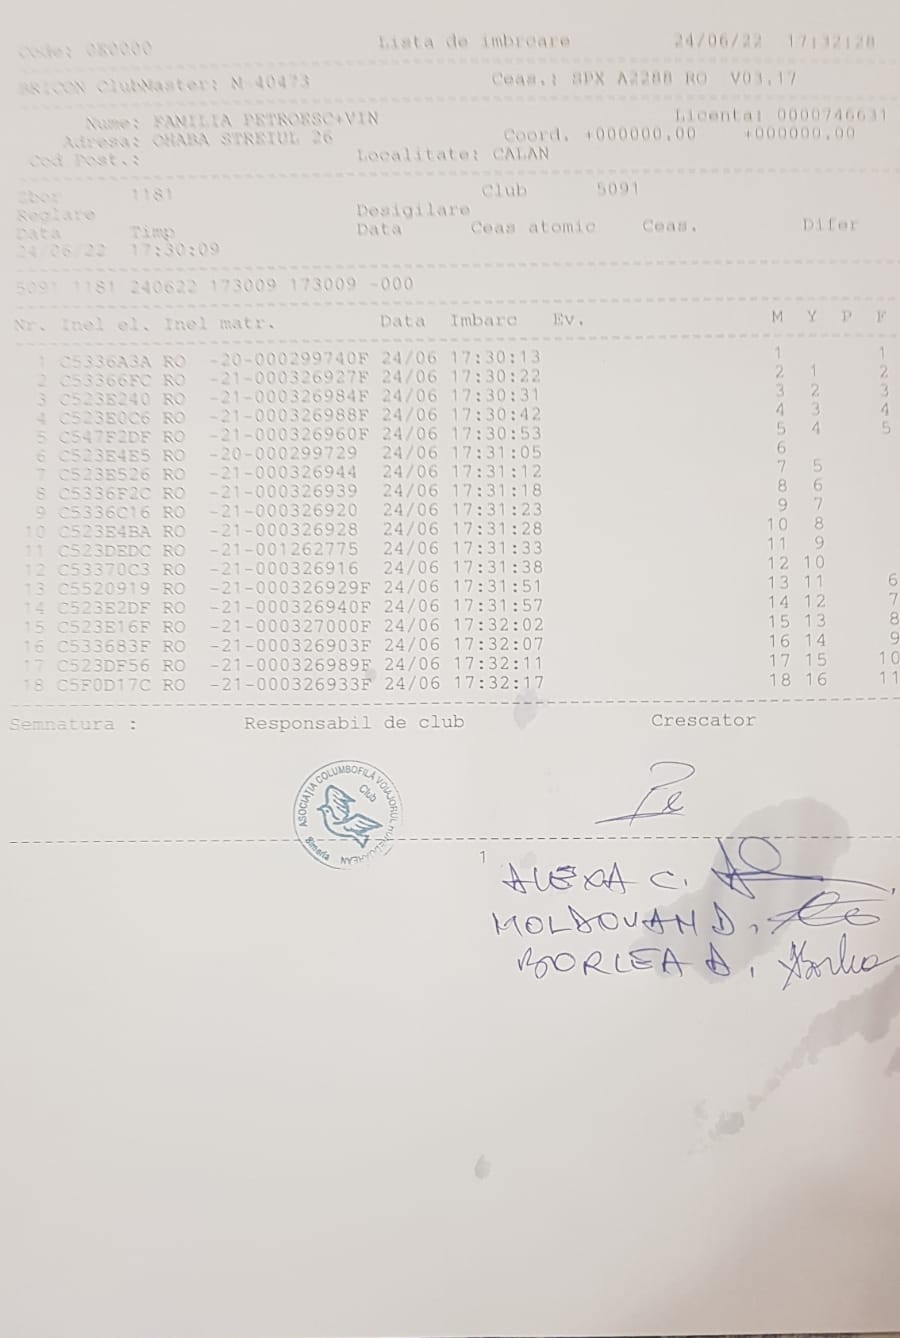 Code: 0E0000 Lista de imbroare 24/06/22 17:32:28
BRICON ClubMaster: N-40473 Ceas.: SPX A2288 RO V03.17
Nume: FAMILIA PETROESC+VIN Licenta: 0000746631
Adresa: OHABA STREIUL 26 Coord. +000000,00 +000000,00
Cod Post.: Localitate: CALAN
Zbor 1181 Club 5091
Reglare Desigilare
Data Timp Data Ceas atomic Ceas. Difer
24/06/22 17:30:09
5091 1181 240622 173009 173009 -000
Nr. Inel el. Inel matr. Data Imbarc Ev. M Y P F
1 C5336A3A RO -20-000299740F 24/06 17:30:13 1 1
2 C53366FC RO -21-000326927F 24/06 17:30:22 2 1 2
3 C523E240 RO -21-000326984F 24/06 17:30:31 3 2 3
4 C523E0C6 RO -21-000326988F 24/06 17:30:42 4 3 4
5 C547F2DF RO -21-000326960F 24/06 17:30:53 5 4 5
6 C523E4E5 RO -20-000299729 24/06 17:31:05 6
7 C523E526 RO -21-000326944 24/06 17:31:12 7 5
8 C5336F2C RO -21-000326939 24/06 17:31:18 8 6
9 C5336C16 RO -21-000326920 24/06 17:31:23 9 7
10 C523E4BA RO -21-000326928 24/06 17:31:28 10 8
11 C523DEDC RO -21-001262775 24/06 17:31:33 11 9
12 C53370C3 RO -21-000326916 24/06 17:31:38 12 10
13 C5520919 RO -21-000326929F 24/06 17:31:51 13 11 6
14 C523E2DF RO -21-000326940F 24/06 17:31:57 14 12 7
15 C523E16F RO -21-000327000F 24/06 17:32:02 15 13 8
16 C533683F RO -21-000326903F 24/06 17:32:07 16 14 9
17 C523DF56 RO -21-000326989F 24/06 17:32:11 17 15 10
18 C5F0D17C RO -21-000326933F 24/06 17:32:17 18 16 11
Semnatura : Responsabil de club Crescator
ASOCIAŢIA COLUMBOFILĂ VOIAJORUL HUNEDOREAN
Club
Simeria
1
ALEXA C.
MOLDOVAN D.
BORLEA A.